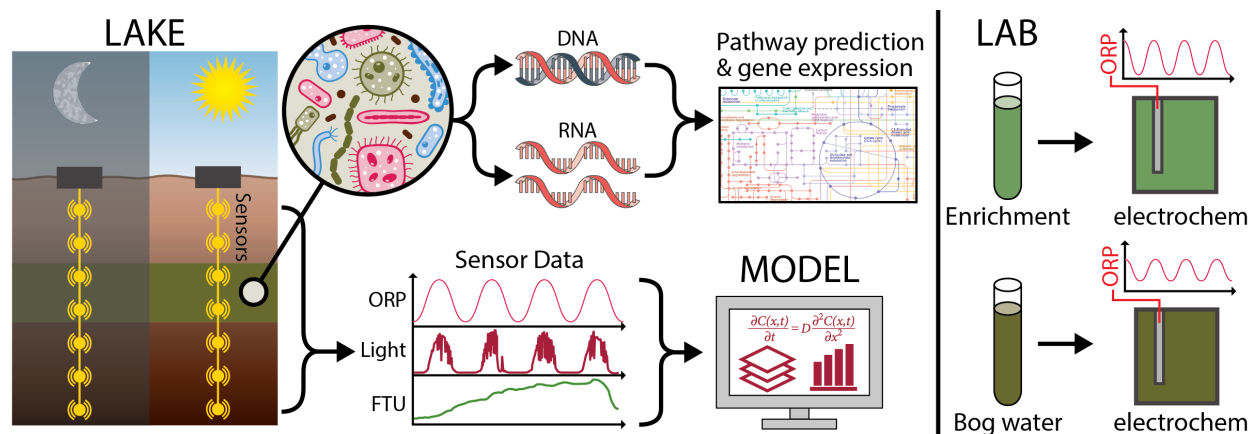 LAKE
Sensors
DNA
RNA
Pathway prediction
& gene expression
Sensor Data
ORP
Light
FTU
MODEL
∂C(x,t)/∂t = D ∂²C(x,t)/∂x²
LAB
ORP
Enrichment
electrochem
ORP
Bog water
electrochem